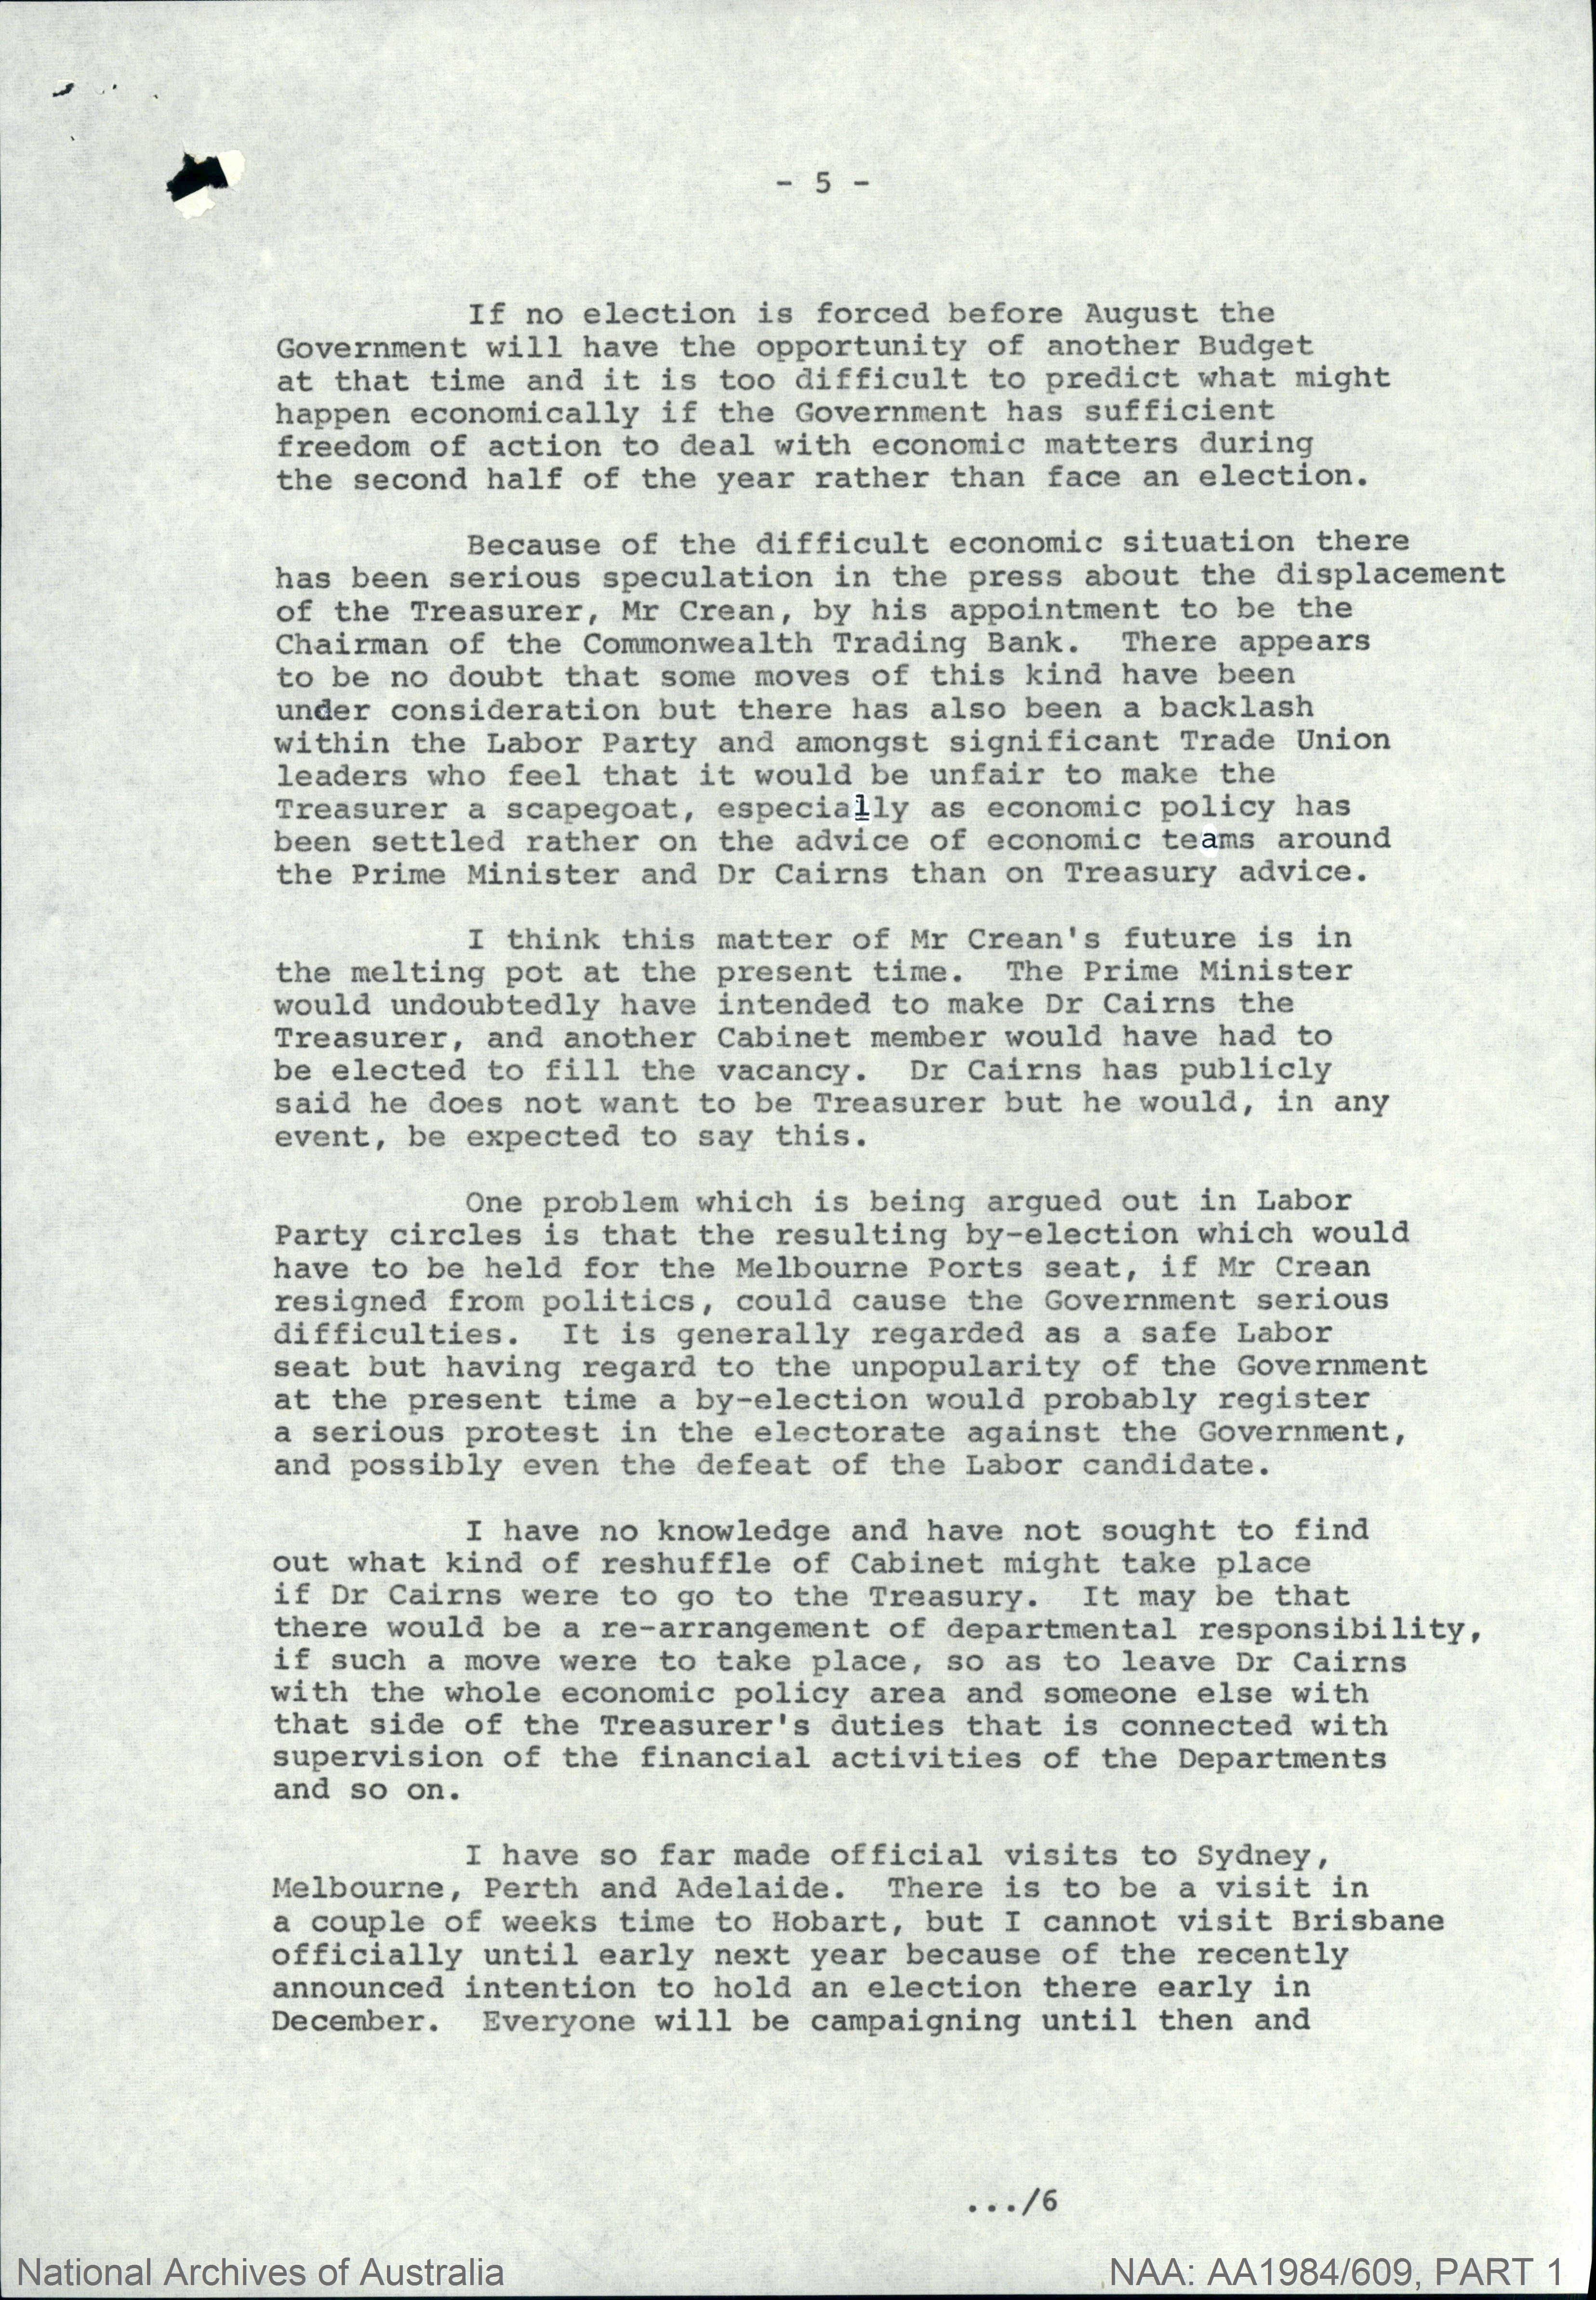 - 5 -
If no election is forced before August the
Government will have the opportunity of another Budget
at that time and it is too difficult to predict what might
happen economically if the Government has sufficient
freedom of action to deal with economic matters during
the second half of the year rather than face an election.
Because of the difficult economic situation there
has been serious speculation in the press about the displacement
of the Treasurer, Mr Crean, by his appointment to be the
Chairman of the Commonwealth Trading Bank. There appears
to be no doubt that some moves of this kind have been
under consideration but there has also been a backlash
within the Labor Party and amongst significant Trade Union
leaders who feel that it would be unfair to make the
Treasurer a scapegoat, especially as economic policy has
been settled rather on the advice of economic teams around
the Prime Minister and Dr Cairns than on Treasury advice.
I think this matter of Mr Crean's future is in
the melting pot at the present time. The Prime Minister
would undoubtedly have intended to make Dr Cairns the
Treasurer, and another Cabinet member would have had to
be elected to fill the vacancy. Dr Cairns has publicly
said he does not want to be Treasurer but he would, in any
event, be expected to say this.
One problem which is being argued out in Labor
Party circles is that the resulting by-election which would
have to be held for the Melbourne Ports seat, if Mr Crean
resigned from politics, could cause the Government serious
difficulties. It is generally regarded as a safe Labor
seat but having regard to the unpopularity of the Government
at the present time a by-election would probably register
a serious protest in the electorate against the Government,
and possibly even the defeat of the Labor candidate.
I have no knowledge and have not sought to find
out what kind of reshuffle of Cabinet might take place
if Dr Cairns were to go to the Treasury. It may be that
there would be a re-arrangement of departmental responsibility,
if such a move were to take place, so as to leave Dr Cairns
with the whole economic policy area and someone else with
that side of the Treasurer's duties that is connected with
supervision of the financial activities of the Departments
and so on.
I have so far made official visits to Sydney,
Melbourne, Perth and Adelaide. There is to be a visit in
a couple of weeks time to Hobart, but I cannot visit Brisbane
officially until early next year because of the recently
announced intention to hold an election there early in
December. Everyone will be campaigning until then and
.../6
National Archives of Australia
NAA: AA1984/609, PART 1